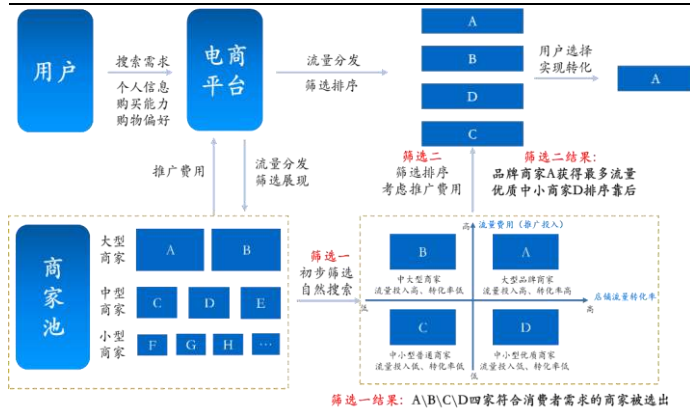 用户
搜索需求
个人信息
购买能力
购物偏好
电商
平台
流量分发
筛选排序
A
B
D
C
用户选择
实现转化
A
推广费用
流量分发
筛选展现
筛选二
筛选排序
考虑推广费用
筛选二结果：
品牌商家A获得最多流量
优质中小商家D排序靠后
商
家
池
大型
商家
A
B
中型
商家
C
D
E
小型
商家
F
G
H
…
筛选一
初步筛选
自然搜索
高
流量费用（推广投入）
B
中大型商家
流量投入高、转化率低
A
大型品牌商家
流量投入高、转化率高
店铺流量转化率
低
高
C
中小型普通商家
流量投入低、转化率低
D
中小型优质商家
流量投入低、转化率低
低
筛选一结果：A\B\C\D四家符合消费者需求的商家被选出